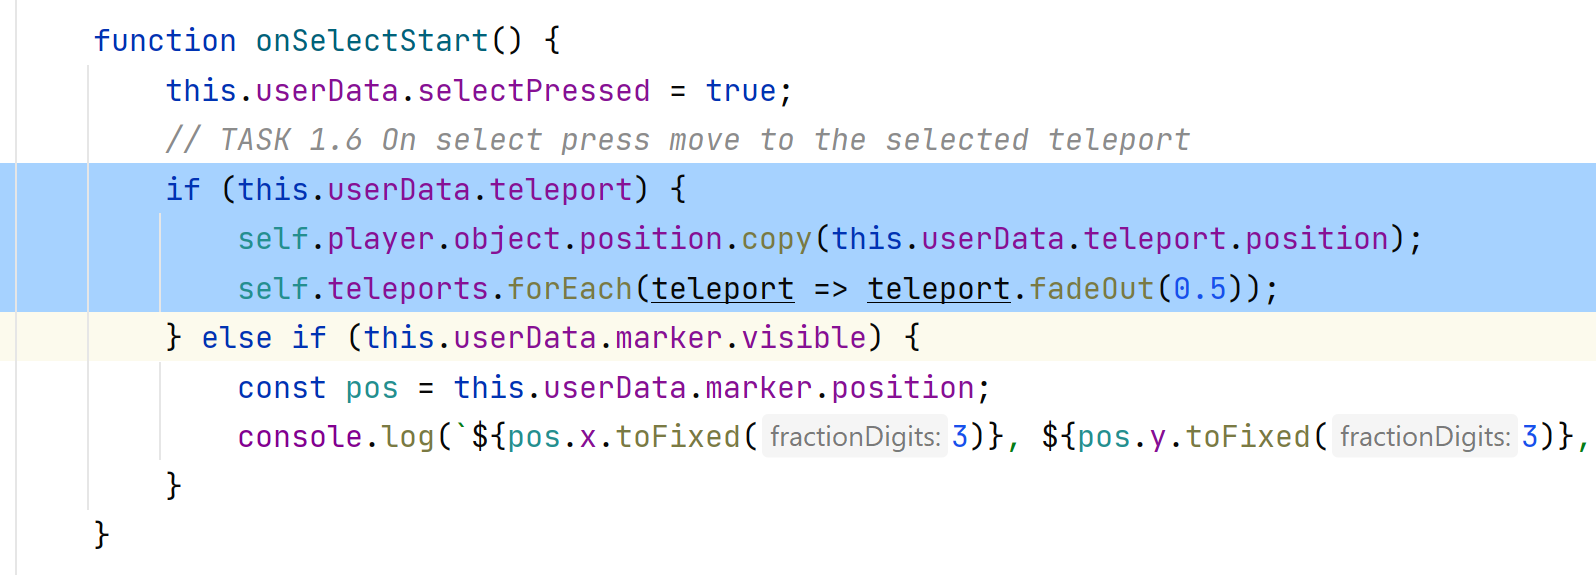 function onSelectStart() {
this.userData.selectPressed = true;
// TASK 1.6 On select press move to the selected teleport
if (this.userData.teleport) {
self.player.object.position.copy(this.userData.teleport.position);
self.teleports.forEach(teleport => teleport.fadeOut(0.5));
} else if (this.userData.marker.visible) {
const pos = this.userData.marker.position;
console.log(`${pos.x.toFixed( fractionDigits: 3)}, ${pos.y.toFixed( fractionDigits: 3)},
}
}